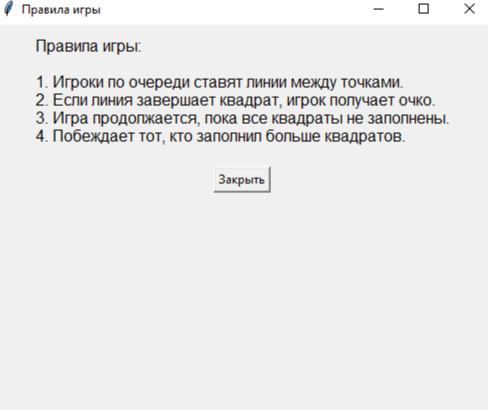 Правила игры
Правила игры:
1. Игроки по очереди ставят линии между точками.
2. Если линия завершает квадрат, игрок получает очко.
3. Игра продолжается, пока все квадраты не заполнены.
4. Побеждает тот, кто заполнил больше квадратов.
Закрыть